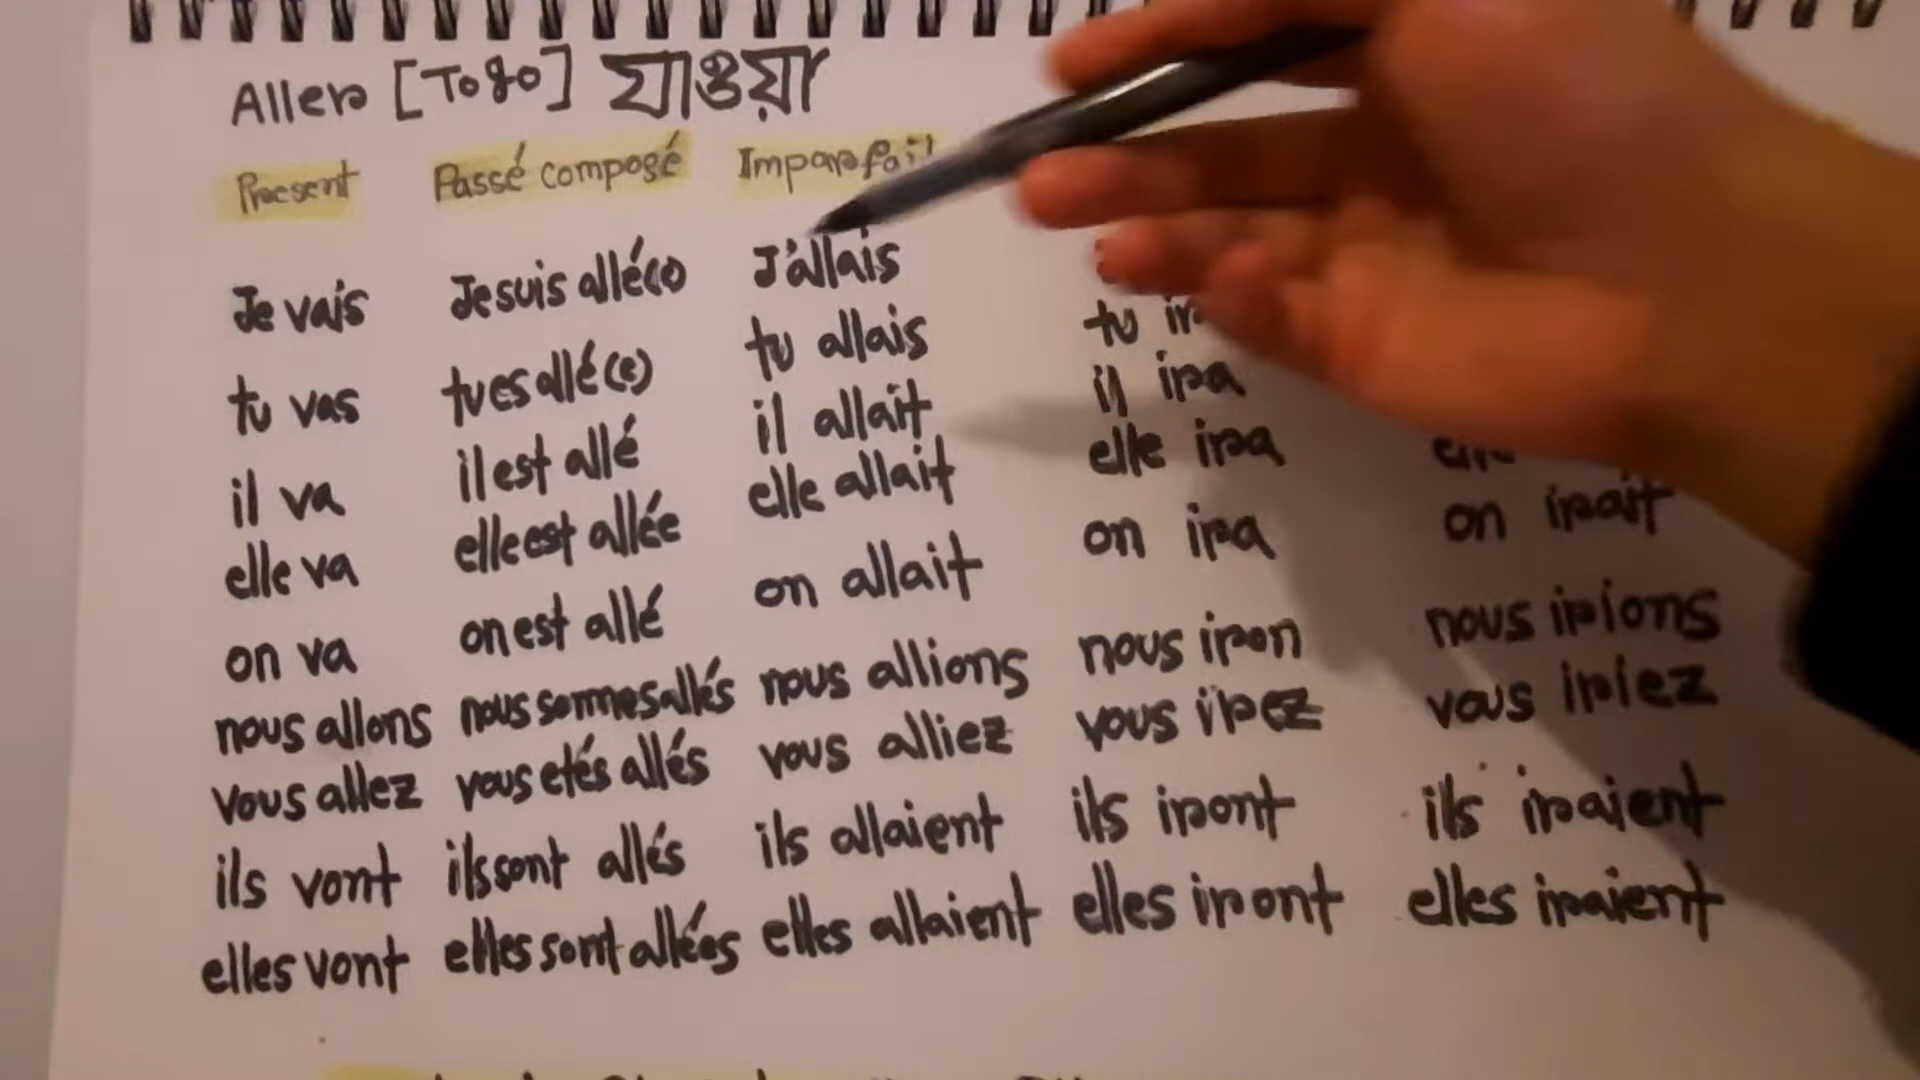 Aller [To go] যাওয়া
Present Passé composé Imparfait
Je vais Je suis allé(e) J'allais
tu vas tu es allé(e) tu allais tu
il va il est allé il allait il ira
elle va elle est allée elle allait elle ira
on va on est allé on allait on ira on irait
nous allons nous sommes allés nous allions nous iron nous irions
vous allez vous etés allés vous alliez vous irez vous iriez
ils vont ils sont allés ils allaient ils iront ils iraient
elles vont elles sont allées elles allaient elles iront elles iraient